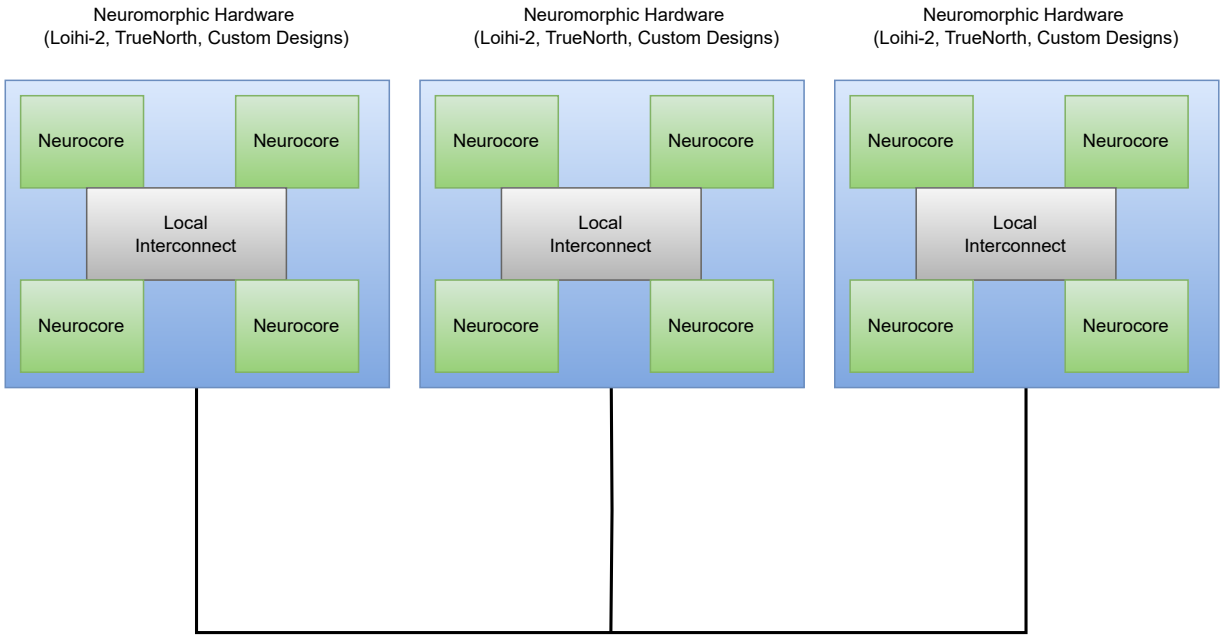 Neuromorphic Hardware
(Loihi-2, TrueNorth, Custom Designs)
Neuromorphic Hardware
(Loihi-2, TrueNorth, Custom Designs)
Neuromorphic Hardware
(Loihi-2, TrueNorth, Custom Designs)
Neurocore
Neurocore
Local
Interconnect
Neurocore
Neurocore
Neurocore
Neurocore
Local
Interconnect
Neurocore
Neurocore
Neurocore
Neurocore
Local
Interconnect
Neurocore
Neurocore